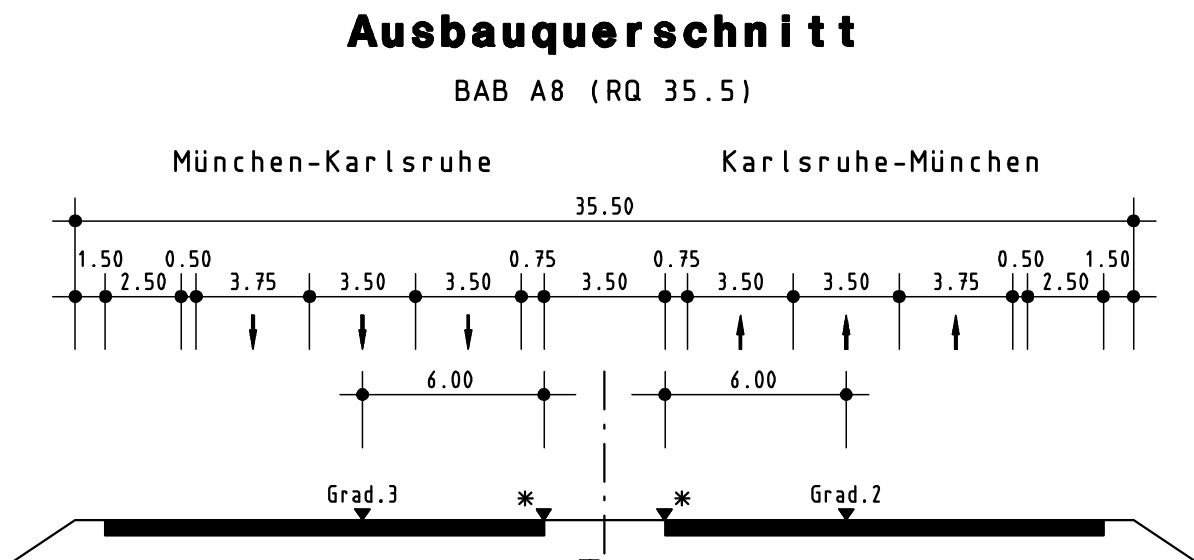 Ausbauquerschnitt
BAB A8 (RQ 35.5)
München-Karlsruhe Karlsruhe-München
35.50
1.50 0.50 0.75 0.75 0.50 1.50
2.50 3.75 3.50 3.50 3.50 3.50 3.50 3.75 2.50
6.00 6.00
Grad.3 * * Grad.2